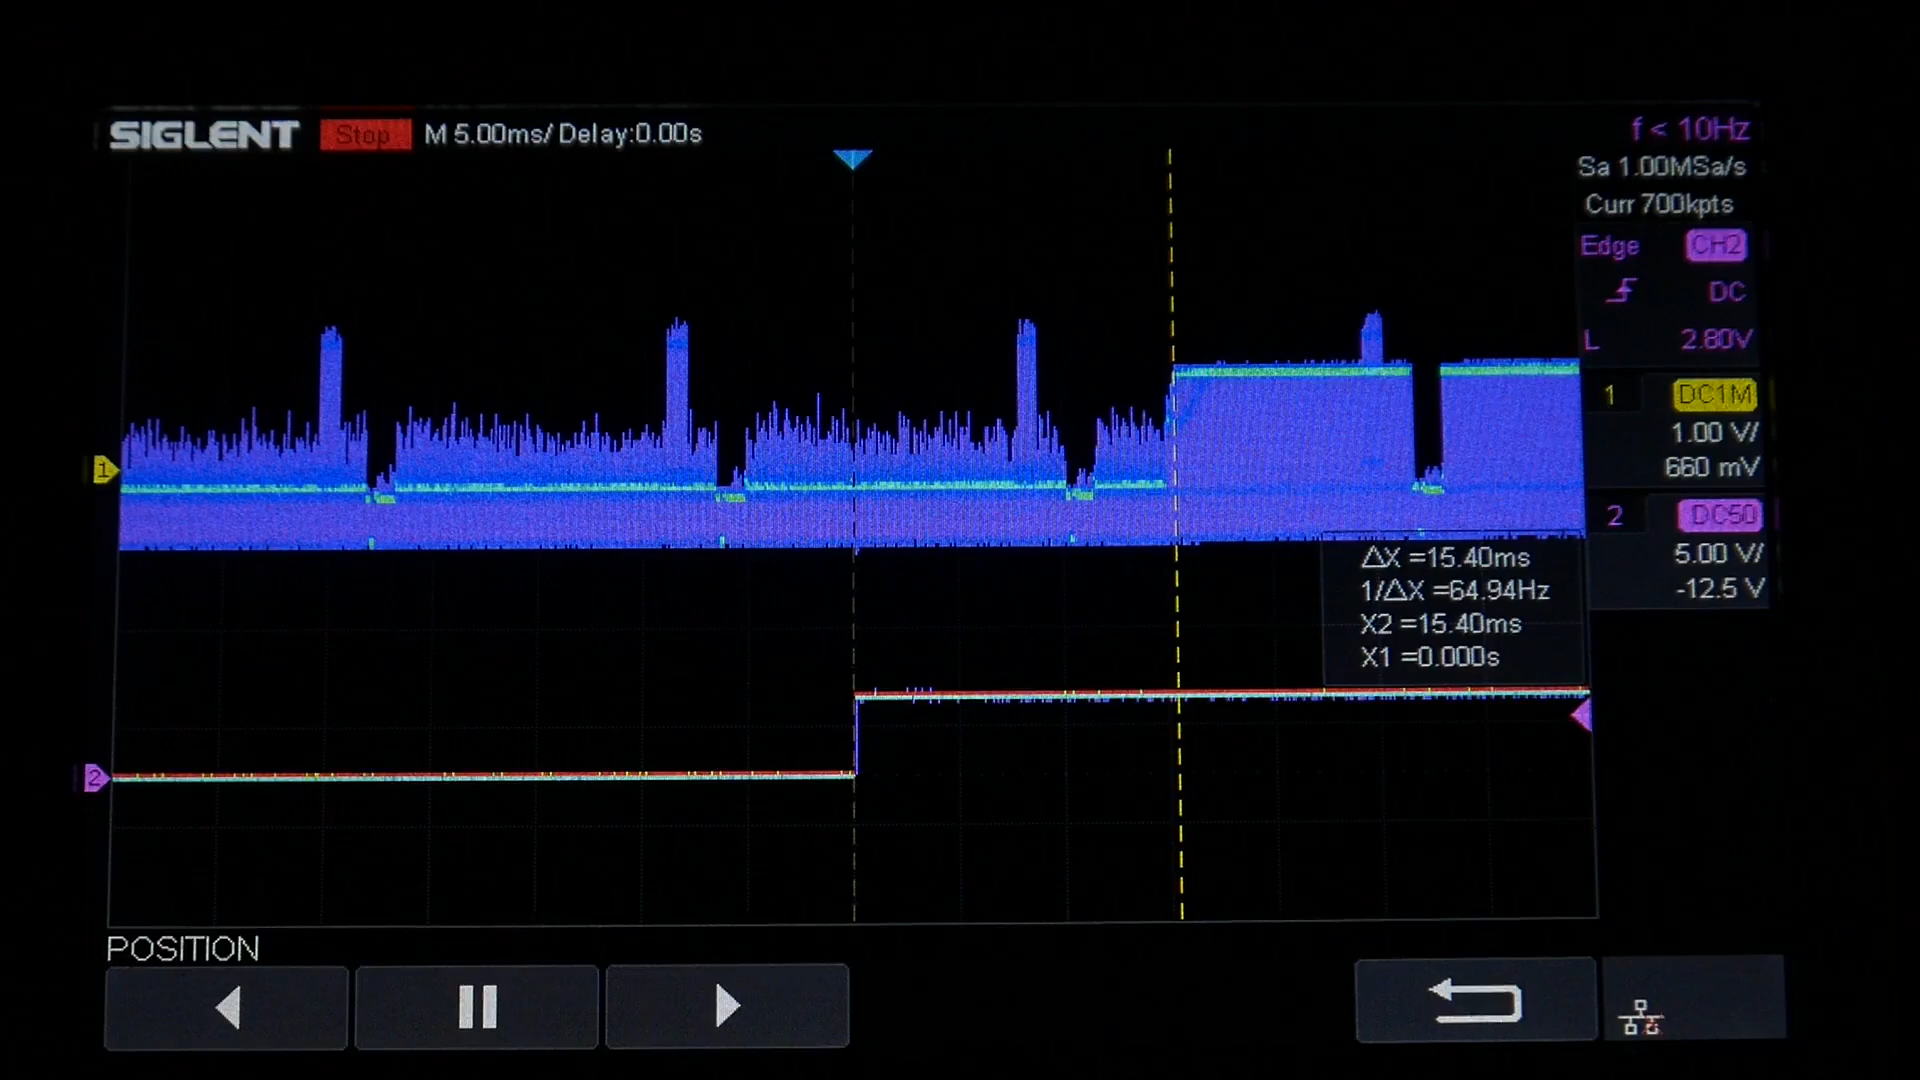 SIGLENT Stop M 5.00ms/ Delay:0.00s
f < 10Hz
Sa 1.00MSa/s
Curr 700kpts
Edge CH2
DC
L 2.80V
1 DC1M
1.00 V/
660 mV
2 DC50
5.00 V/
-12.5 V
1
ΔX =15.40ms
1/ΔX =64.94Hz
X2 =15.40ms
X1 =0.000s
2
POSITION